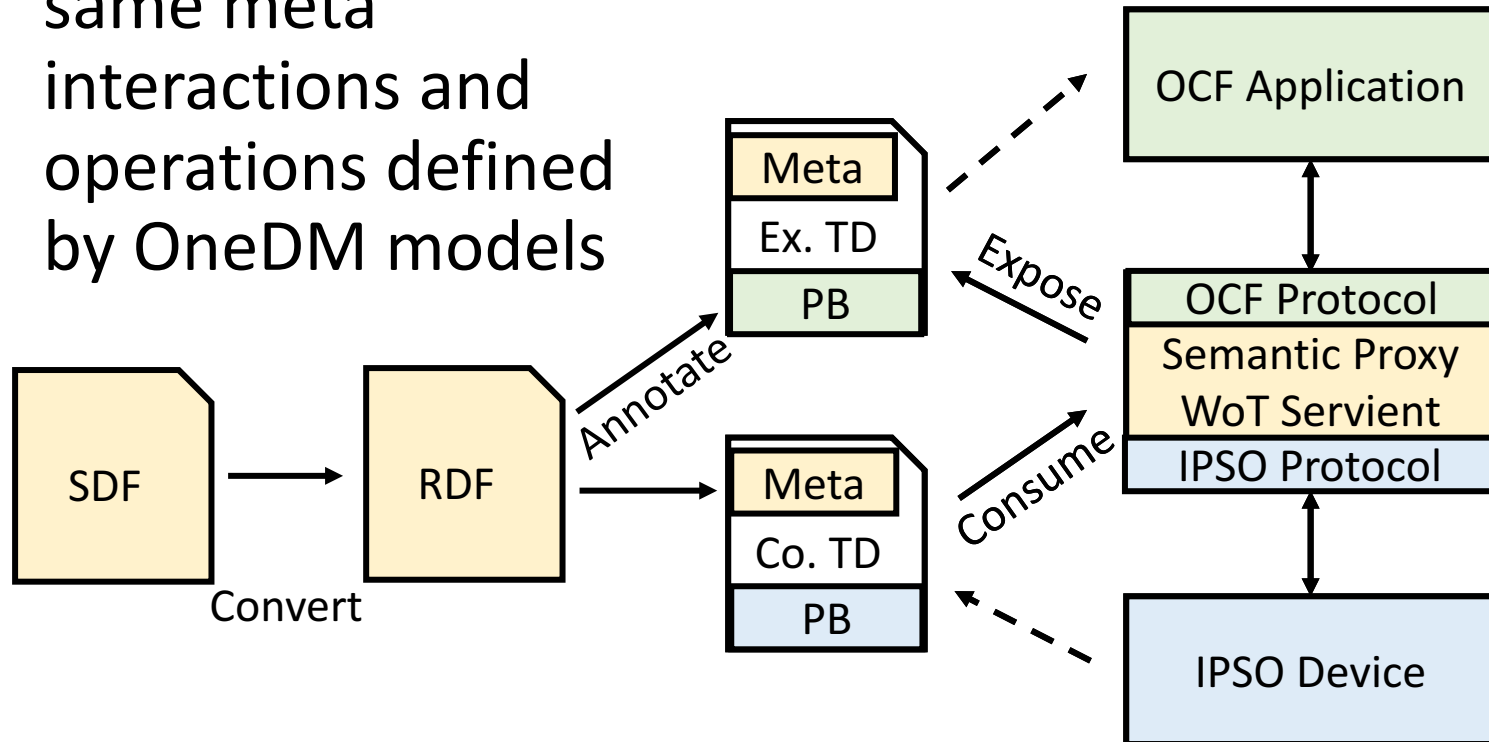 same meta
interactions and
operations defined
by OneDM models
OCF Application
Meta
Ex. TD
PB
Expose
OCF Protocol
Semantic Proxy
WoT Servient
IPSO Protocol
Annotate
SDF
RDF
Convert
Meta
Co. TD
PB
Consume
IPSO Device